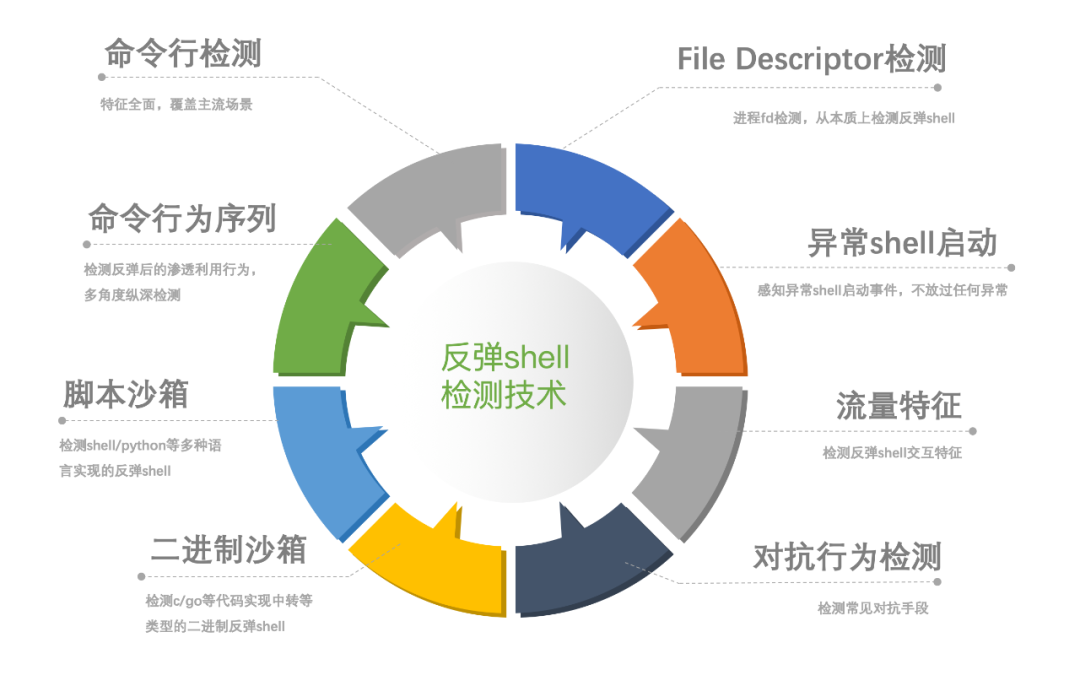 命令行检测
特征全面，覆盖主流场景
File Descriptor检测
进程fd检测，从本质上检测反弹shell
命令行为序列
检测反弹后的渗透利用行为，
多角度纵深检测
异常shell启动
感知异常shell启动事件，不放过任何异常
反弹shell
检测技术
脚本沙箱
检测shell/python等多种语
言实现的反弹shell
流量特征
检测反弹shell交互特征
二进制沙箱
检测c/go等代码实现中转等
类型的二进制反弹shell
对抗行为检测
检测常见对抗手段